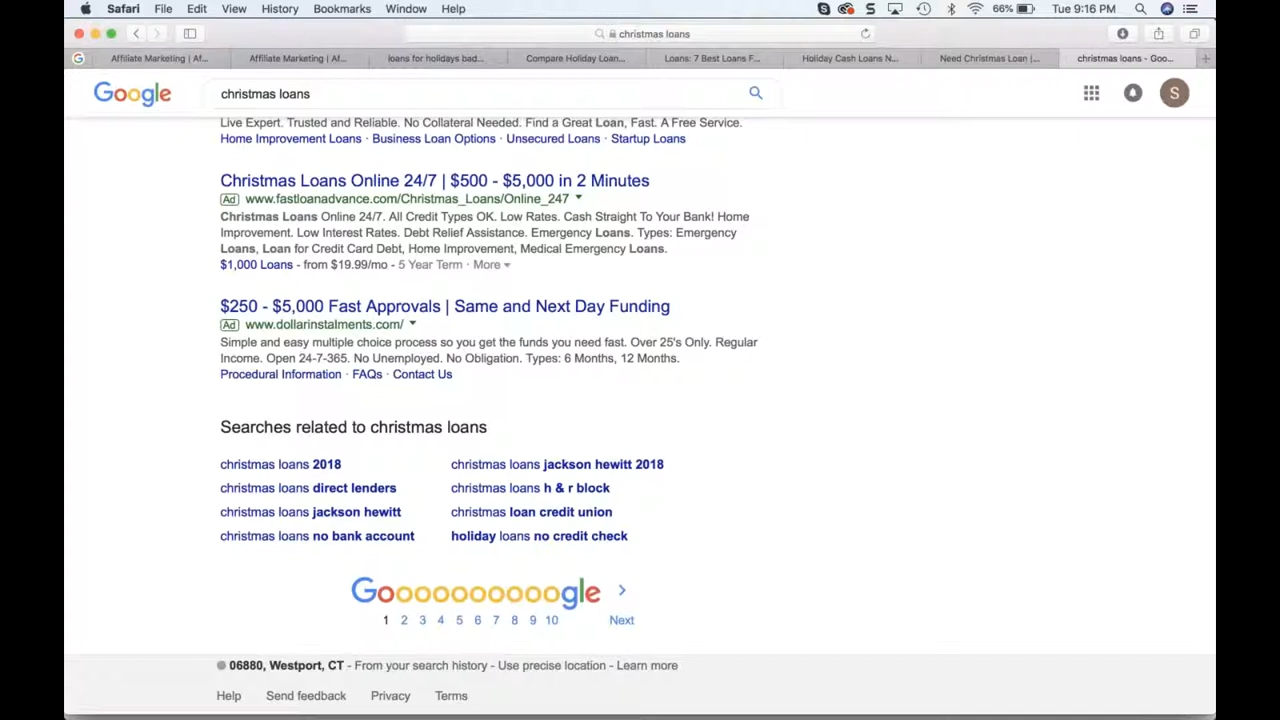 Safari File Edit View History Bookmarks Window Help 66% Tue 9:16 PM
christmas loans
Affiliate Marketing | Af... Affiliate Marketing | Af... loans for holidays bad... Compare Holiday Loan... Loans: 7 Best Loans F... Holiday Cash Loans N... Need Christmas Loan |... christmas loans - Goo...
Google christmas loans S
Live Expert. Trusted and Reliable. No Collateral Needed. Find a Great Loan, Fast. A Free Service.
Home Improvement Loans · Business Loan Options · Unsecured Loans · Startup Loans
Christmas Loans Online 24/7 | $500 - $5,000 in 2 Minutes
Ad www.fastloanadvance.com/Christmas_Loans/Online_247
Christmas Loans Online 24/7. All Credit Types OK. Low Rates. Cash Straight To Your Bank! Home
Improvement. Low Interest Rates. Debt Relief Assistance. Emergency Loans. Types: Emergency
Loans, Loan for Credit Card Debt, Home Improvement, Medical Emergency Loans.
$1,000 Loans - from $19.99/mo - 5 Year Term · More
$250 - $5,000 Fast Approvals | Same and Next Day Funding
Ad www.dollarinstalments.com/
Simple and easy multiple choice process so you get the funds you need fast. Over 25's Only. Regular
Income. Open 24-7-365. No Unemployed. No Obligation. Types: 6 Months, 12 Months.
Procedural Information · FAQs · Contact Us
Searches related to christmas loans
christmas loans 2018 christmas loans jackson hewitt 2018
christmas loans direct lenders christmas loans h & r block
christmas loans jackson hewitt christmas loan credit union
christmas loans no bank account holiday loans no credit check
Goooooooooogle >
1 2 3 4 5 6 7 8 9 10 Next
06880, Westport, CT - From your search history - Use precise location - Learn more
Help Send feedback Privacy Terms